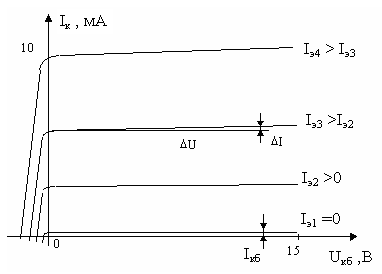 Iк , мА
10
Iэ4 > Iэ3
Iэ3 >Iэ2
ΔU
ΔI
Iэ2 >0
Iэ1 =0
0
Iкб
15
Uкб ,В